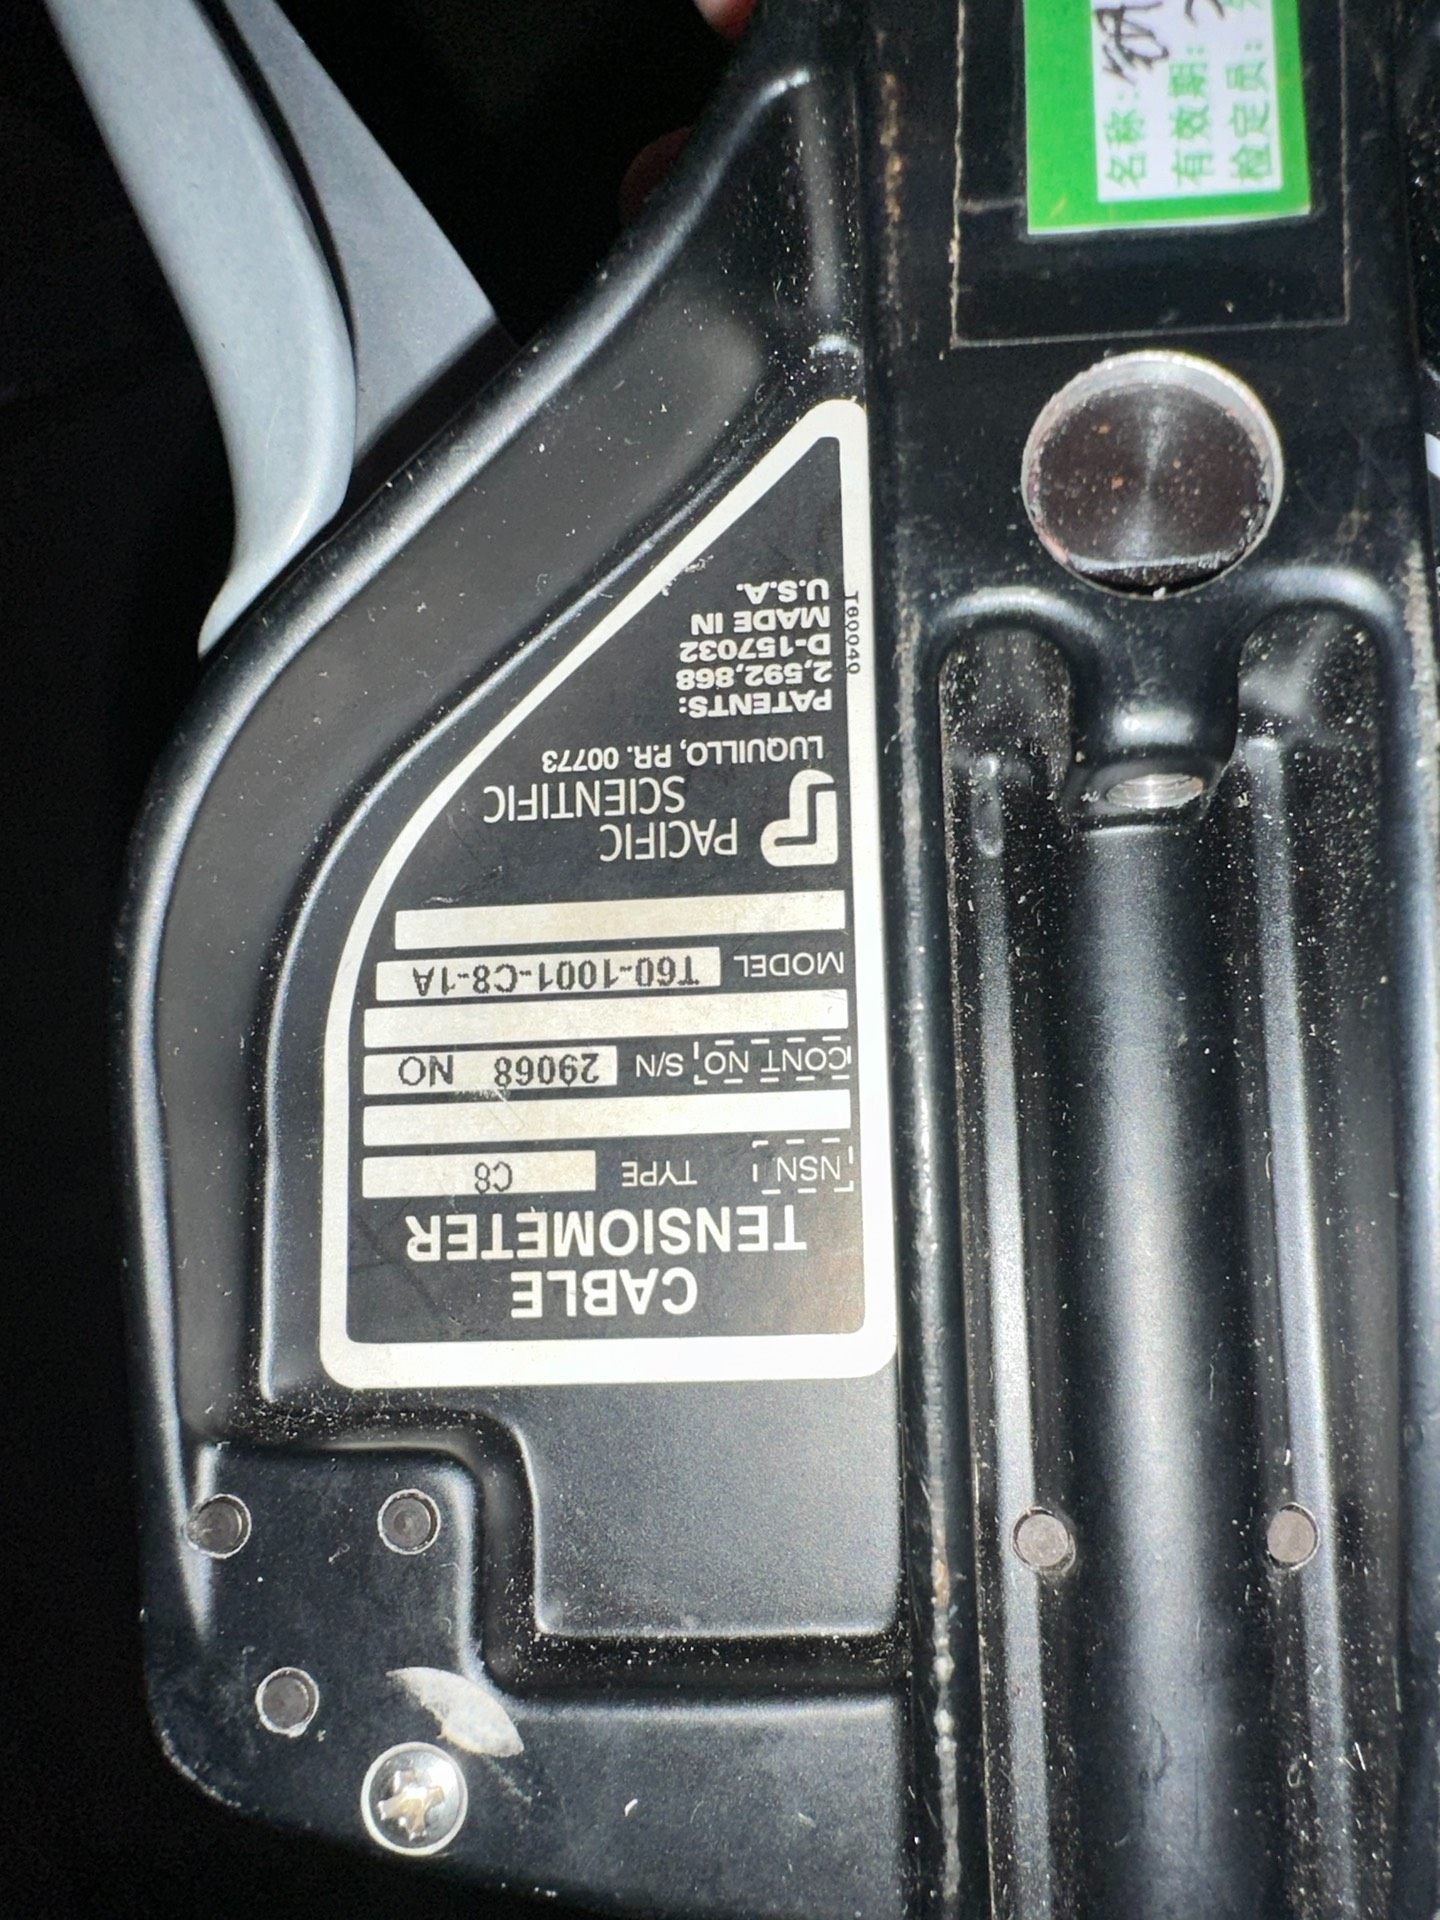 CABLE
TENSIOMETER
NSN TYPE C8
CONT NO S/N 29068 NO
MODEL T60-1001-C8-1A
PACIFIC
SCIENTIFIC
LUQUILLO, P.R. 00773
PATENTS:
2,592,868
D-157032
MADE IN
U.S.A.
T60040
名称:
有效期:
检定员: